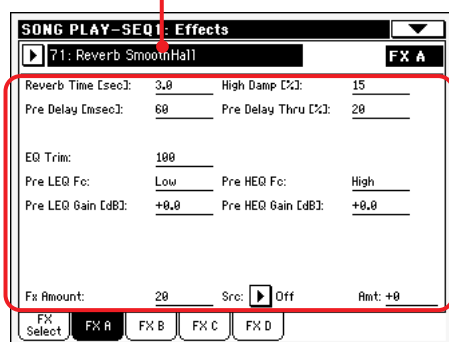 SONG PLAY-SEQ1: Effects
71: Reverb SmoothHall FX A
Reverb Time [sec]: 3.0 High Damp [%]: 15
Pre Delay [msec]: 60 Pre Delay Thru [%]: 20
EQ Trim: 100
Pre LEQ Fc: Low Pre HEQ Fc: High
Pre LEQ Gain [dB]: +0.0 Pre HEQ Gain [dB]: +0.0
Fx Amount: 20 Src: Off Amt: +0
FX Select FX A FX B FX C FX D